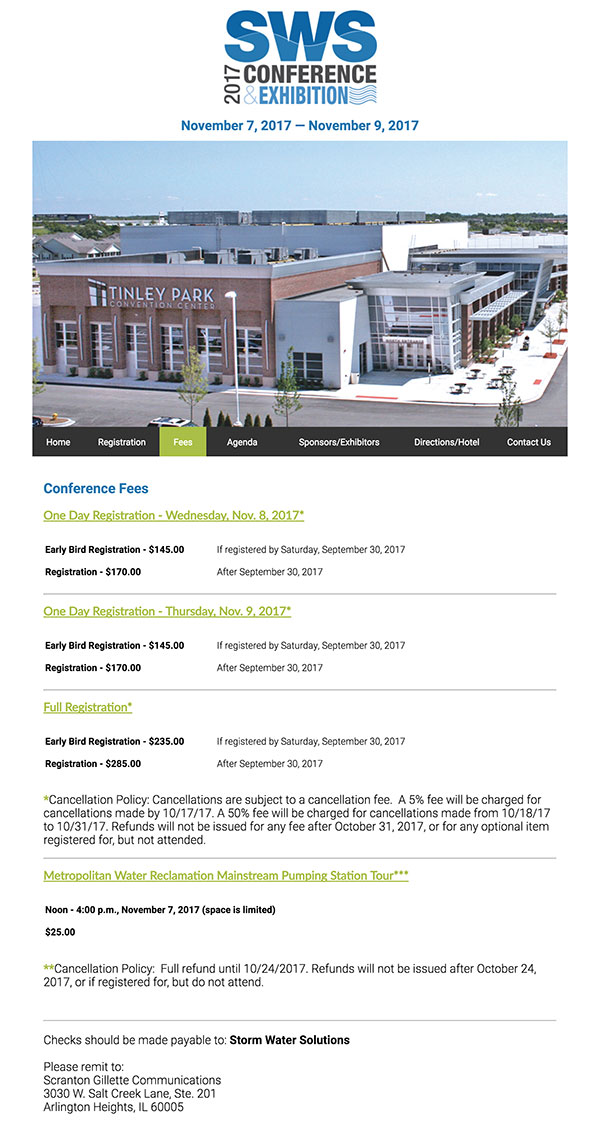 SWS
2017 CONFERENCE
& EXHIBITION
November 7, 2017 — November 9, 2017
TINLEY PARK
CONVENTION CENTER
NORTH ENTRANCE
Home Registration Fees Agenda Sponsors/Exhibitors Directions/Hotel Contact Us
Conference Fees
One Day Registration - Wednesday, Nov. 8, 2017*
Early Bird Registration - $145.00 If registered by Saturday, September 30, 2017
Registration - $170.00 After September 30, 2017
One Day Registration - Thursday, Nov. 9, 2017*
Early Bird Registration - $145.00 If registered by Saturday, September 30, 2017
Registration - $170.00 After September 30, 2017
Full Registration*
Early Bird Registration - $235.00 If registered by Saturday, September 30, 2017
Registration - $285.00 After September 30, 2017
*Cancellation Policy: Cancellations are subject to a cancellation fee. A 5% fee will be charged for
cancellations made by 10/17/17. A 50% fee will be charged for cancellations made from 10/18/17
to 10/31/17. Refunds will not be issued for any fee after October 31, 2017, or for any optional item
registered for, but not attended.
Metropolitan Water Reclamation Mainstream Pumping Station Tour***
Noon - 4:00 p.m., November 7, 2017 (space is limited)
$25.00
**Cancellation Policy: Full refund until 10/24/2017. Refunds will not be issued after October 24,
2017, or if registered for, but do not attend.
Checks should be made payable to: Storm Water Solutions
Please remit to:
Scranton Gillette Communications
3030 W. Salt Creek Lane, Ste. 201
Arlington Heights, IL 60005